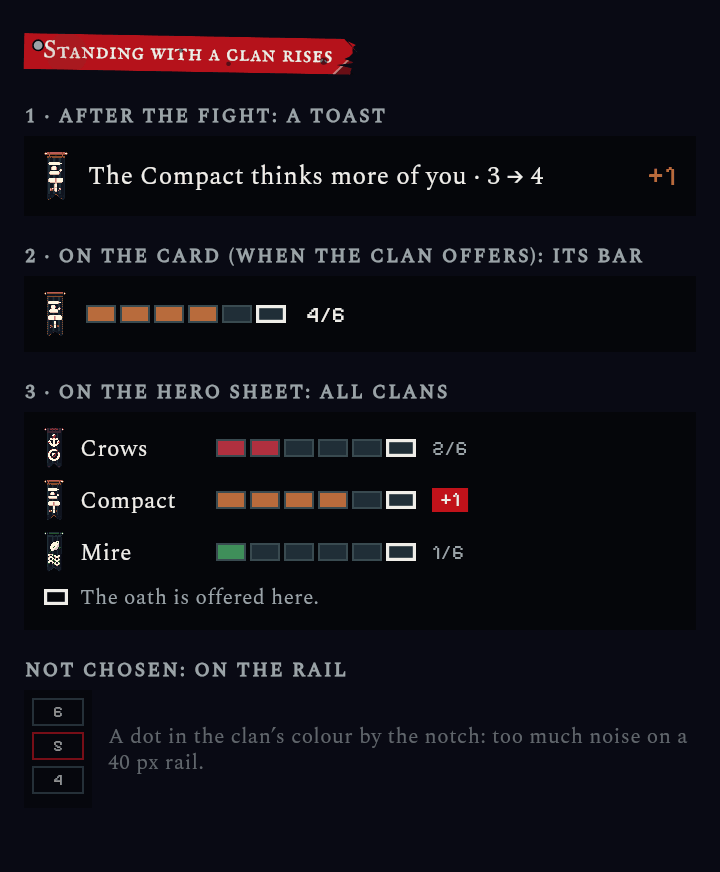 Standing with a clan rises
1 · AFTER THE FIGHT: A TOAST
The Compact thinks more of you · 3 → 4 +1
2 · ON THE CARD (WHEN THE CLAN OFFERS): ITS BAR
4/6
3 · ON THE HERO SHEET: ALL CLANS
Crows 2/6
Compact +1
Mire 1/6
The oath is offered here.
NOT CHOSEN: ON THE RAIL
6
5
4
A dot in the clan’s colour by the notch: too much noise on a
40 px rail.